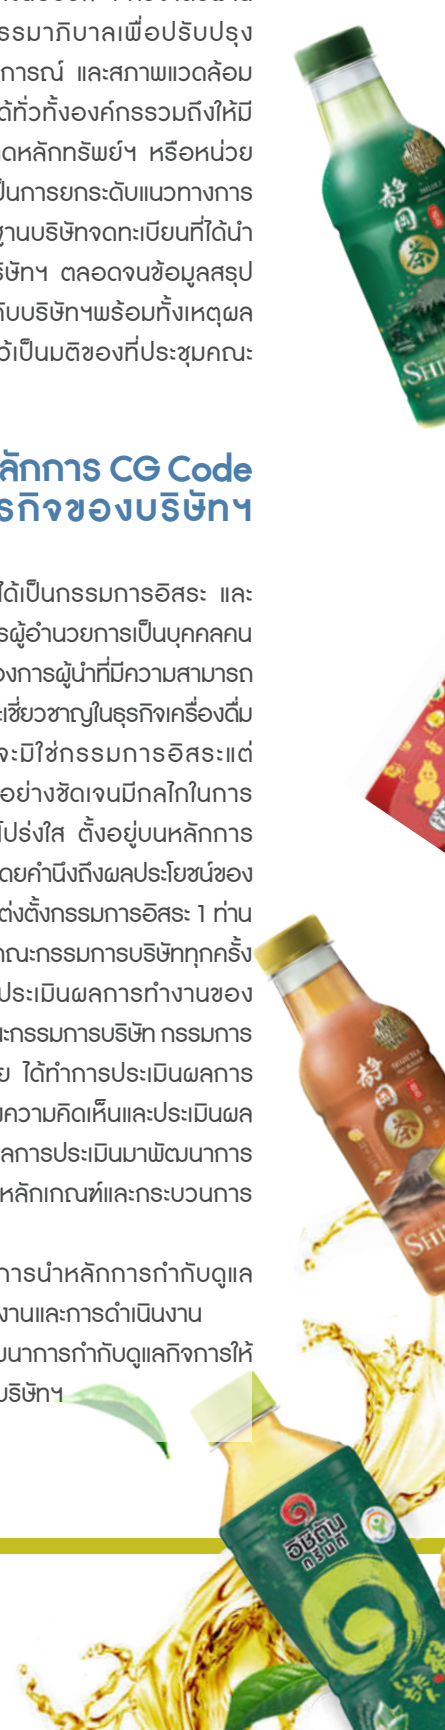 ธรรมาภิบาลเพื่อปรับปรุง
การณ์ และสภาพแวดล้อม
ได้ทั่วทั้งองค์กรรวมถึงให้มี
หลักทรัพย์ฯ หรือหน่วย
เป็นการยกระดับแนวทางการ
ฐานบริษัทจดทะเบียนที่ได้นำ
ริษัทฯ ตลอดจนข้อมูลสรุป
กับบริษัทฯพร้อมทั้งเหตุผล
ว้เป็นมติของที่ประชุมคณะ
ลักการ CG Code
รกิจของบริษัทฯ
ได้เป็นกรรมการอิสระ และ
รผู้อำนวยการเป็นบุคคลคน
องการผู้นำที่มีความสามารถ
ะเชี่ยวชาญในธุรกิจเครื่องดื่ม
จะมิใช่กรรมการอิสระแต่
อย่างชัดเจนมีกลไกในการ
โปร่งใส ตั้งอยู่บนหลักการ
ดยคำนึงถึงผลประโยชน์ของ
ต่งตั้งกรรมการอิสระ 1 ท่าน
คณะกรรมการบริษัททุกครั้ง
ประเมินผลการทำงานของ
ณะกรรมการบริษัท กรรมการ
ย ได้ทำการประเมินผลการ
งความคิดเห็นและประเมินผล
ลการประเมินมาพัฒนาการ
หลักเกณฑ์และกระบวนการ
การนำหลักการกำกับดูแล
งานและการดำเนินงาน
ฒนาการกำกับดูแลกิจการให้
บริษัทฯ
静岡
茶
SHI
静岡
茶
SHI
อิชิตัน
กรีนที